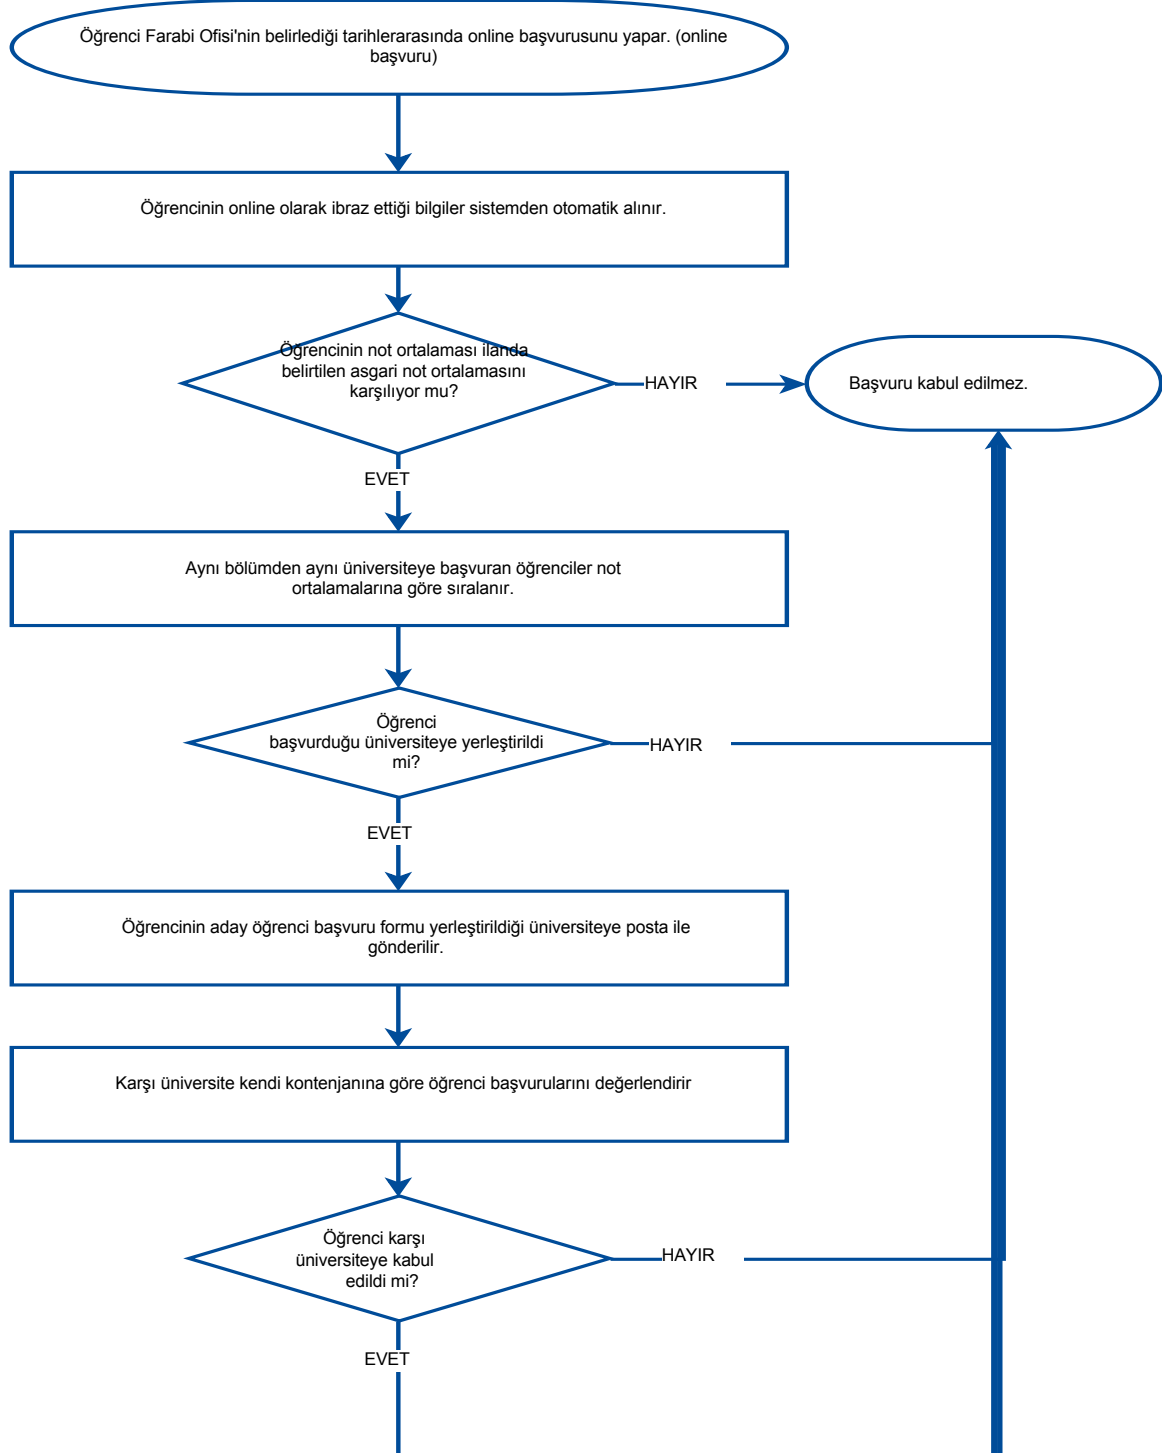 Öğrenci Farabi Ofisi'nin belirlediği tarihlerarasında online başvurusunu yapar. (online
başvuru)
Öğrencinin online olarak ibraz ettiği bilgiler sistemden otomatik alınır.
Öğrencinin not ortalaması ilanda
belirtilen asgari not ortalamasını
karşılıyor mu?
HAYIR
Başvuru kabul edilmez.
EVET
Aynı bölümden aynı üniversiteye başvuran öğrenciler not
ortalamalarına göre sıralanır.
Öğrenci
başvurduğu üniversiteye yerleştirildi
mi?
HAYIR
EVET
Öğrencinin aday öğrenci başvuru formu yerleştirildiği üniversiteye posta ile
gönderilir.
Karşı üniversite kendi kontenjanına göre öğrenci başvurularını değerlendirir
Öğrenci karşı
üniversiteye kabul
edildi mi?
HAYIR
EVET